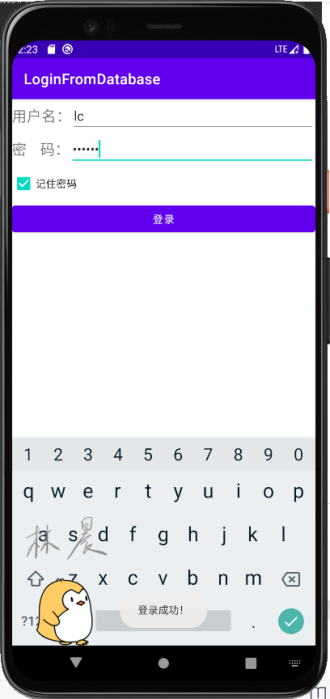 2:23 LTE
LoginFromDatabase
用户名： lc
密 码： ••••••
记住密码
登录
1 2 3 4 5 6 7 8 9 0
q w e r t y u i o p
a s d f g h j k l
林晨
z x c v b n m
?12 .
登录成功！